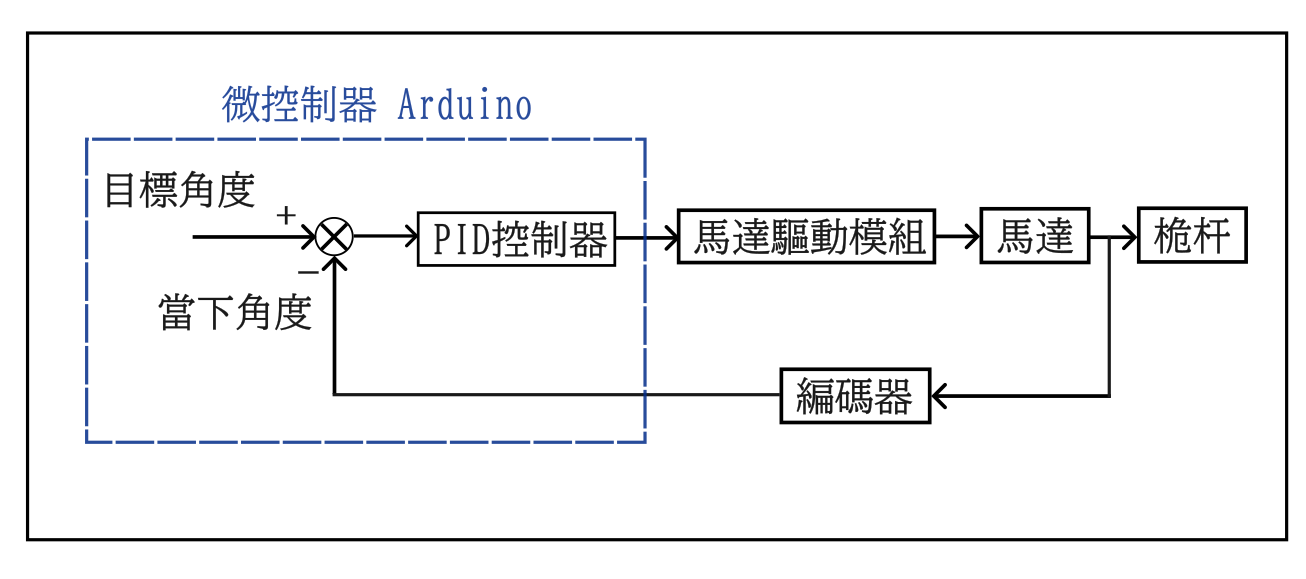 微控制器 Arduino
目標角度
+
PID控制器
馬達驅動模組
馬達
桅杆
−
當下角度
編碼器